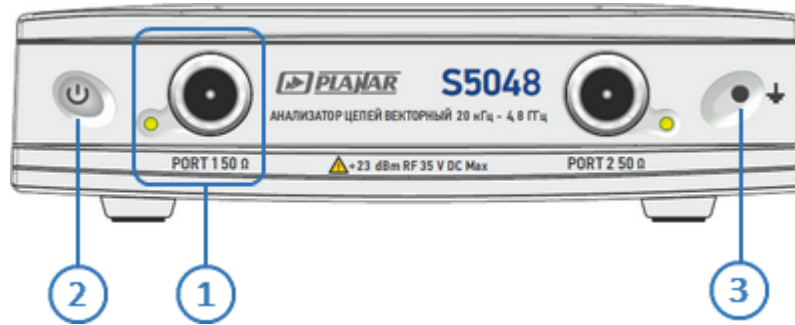 PLANAR S5048
АНАЛИЗАТОР ЦЕПЕЙ ВЕКТОРНЫЙ 20 кГц - 4,8 ГГц
PORT 1 50 Ω
+23 dBm RF 35 V DC Max
PORT 2 50 Ω
2
1
3